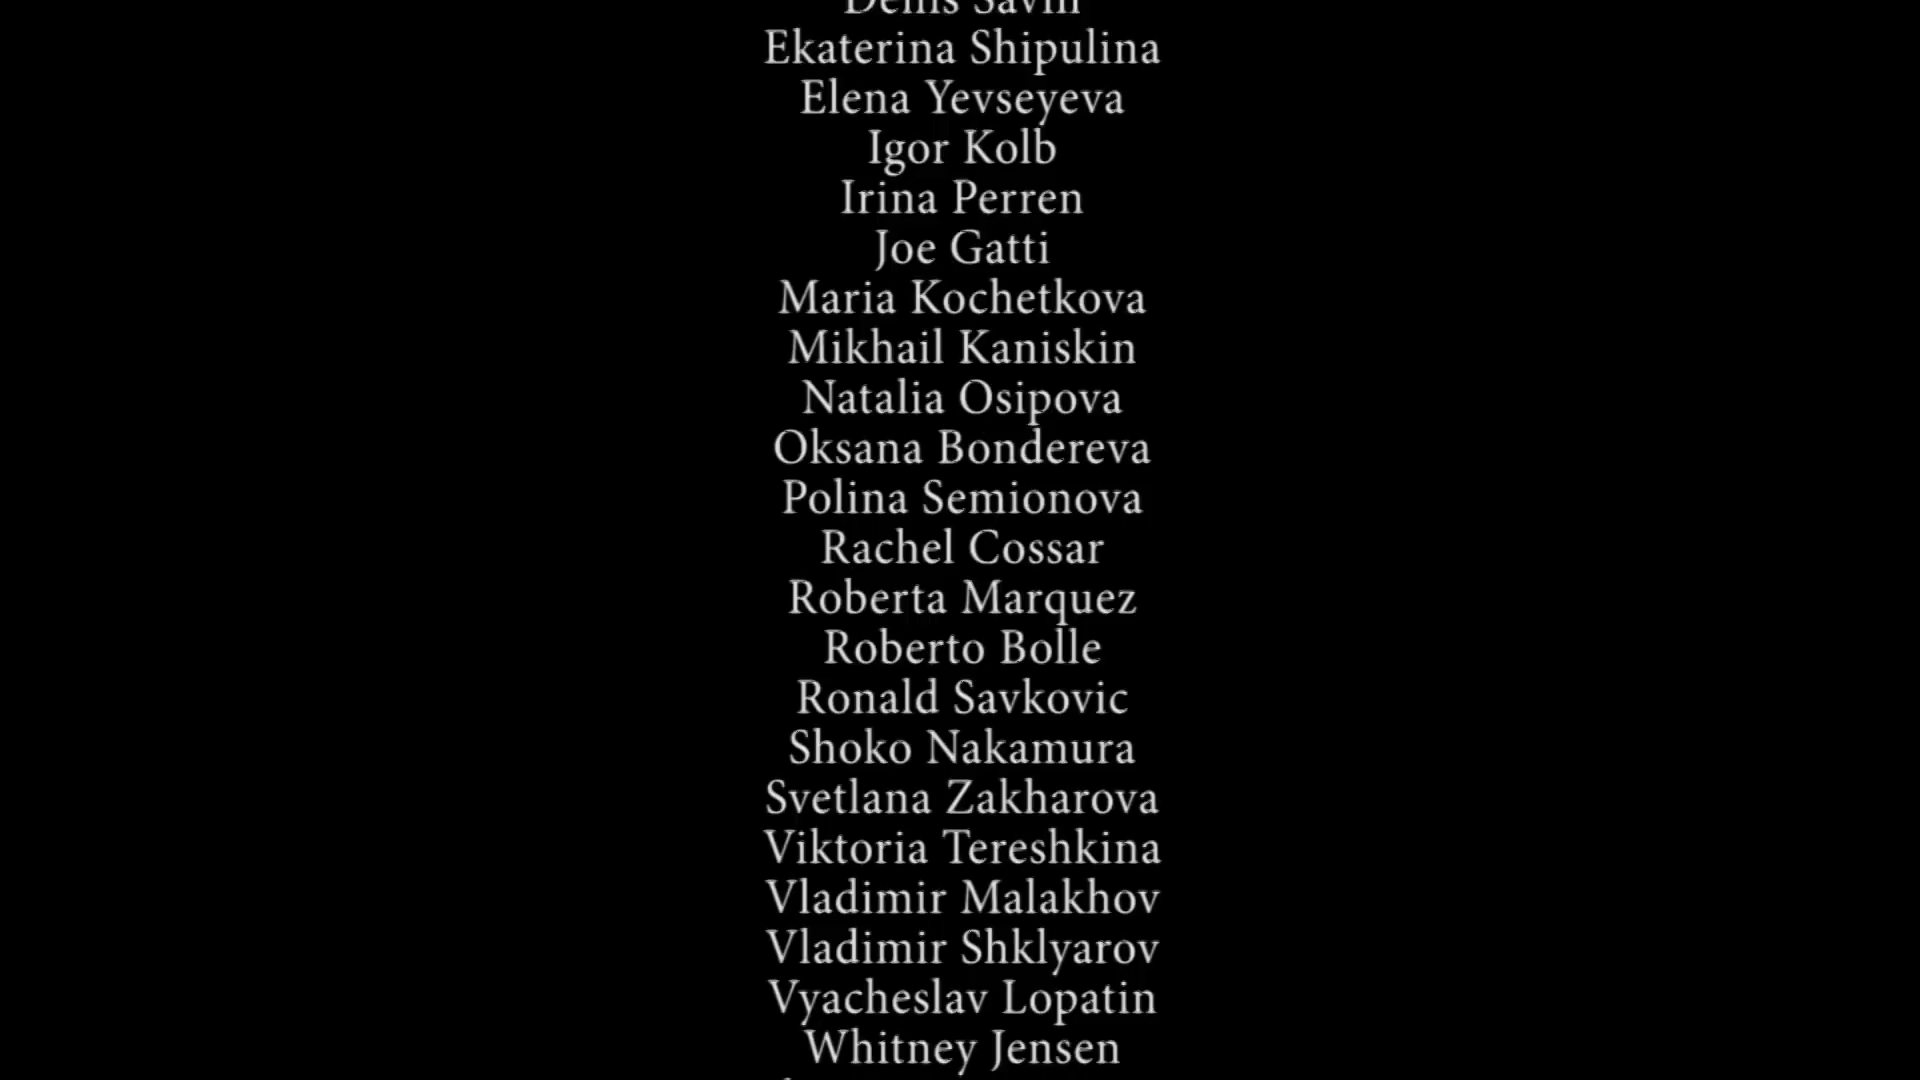 Denis Savin
Ekaterina Shipulina
Elena Yevseyeva
Igor Kolb
Irina Perren
Joe Gatti
Maria Kochetkova
Mikhail Kaniskin
Natalia Osipova
Oksana Bondereva
Polina Semionova
Rachel Cossar
Roberta Marquez
Roberto Bolle
Ronald Savkovic
Shoko Nakamura
Svetlana Zakharova
Viktoria Tereshkina
Vladimir Malakhov
Vladimir Shklyarov
Vyacheslav Lopatin
Whitney Jensen